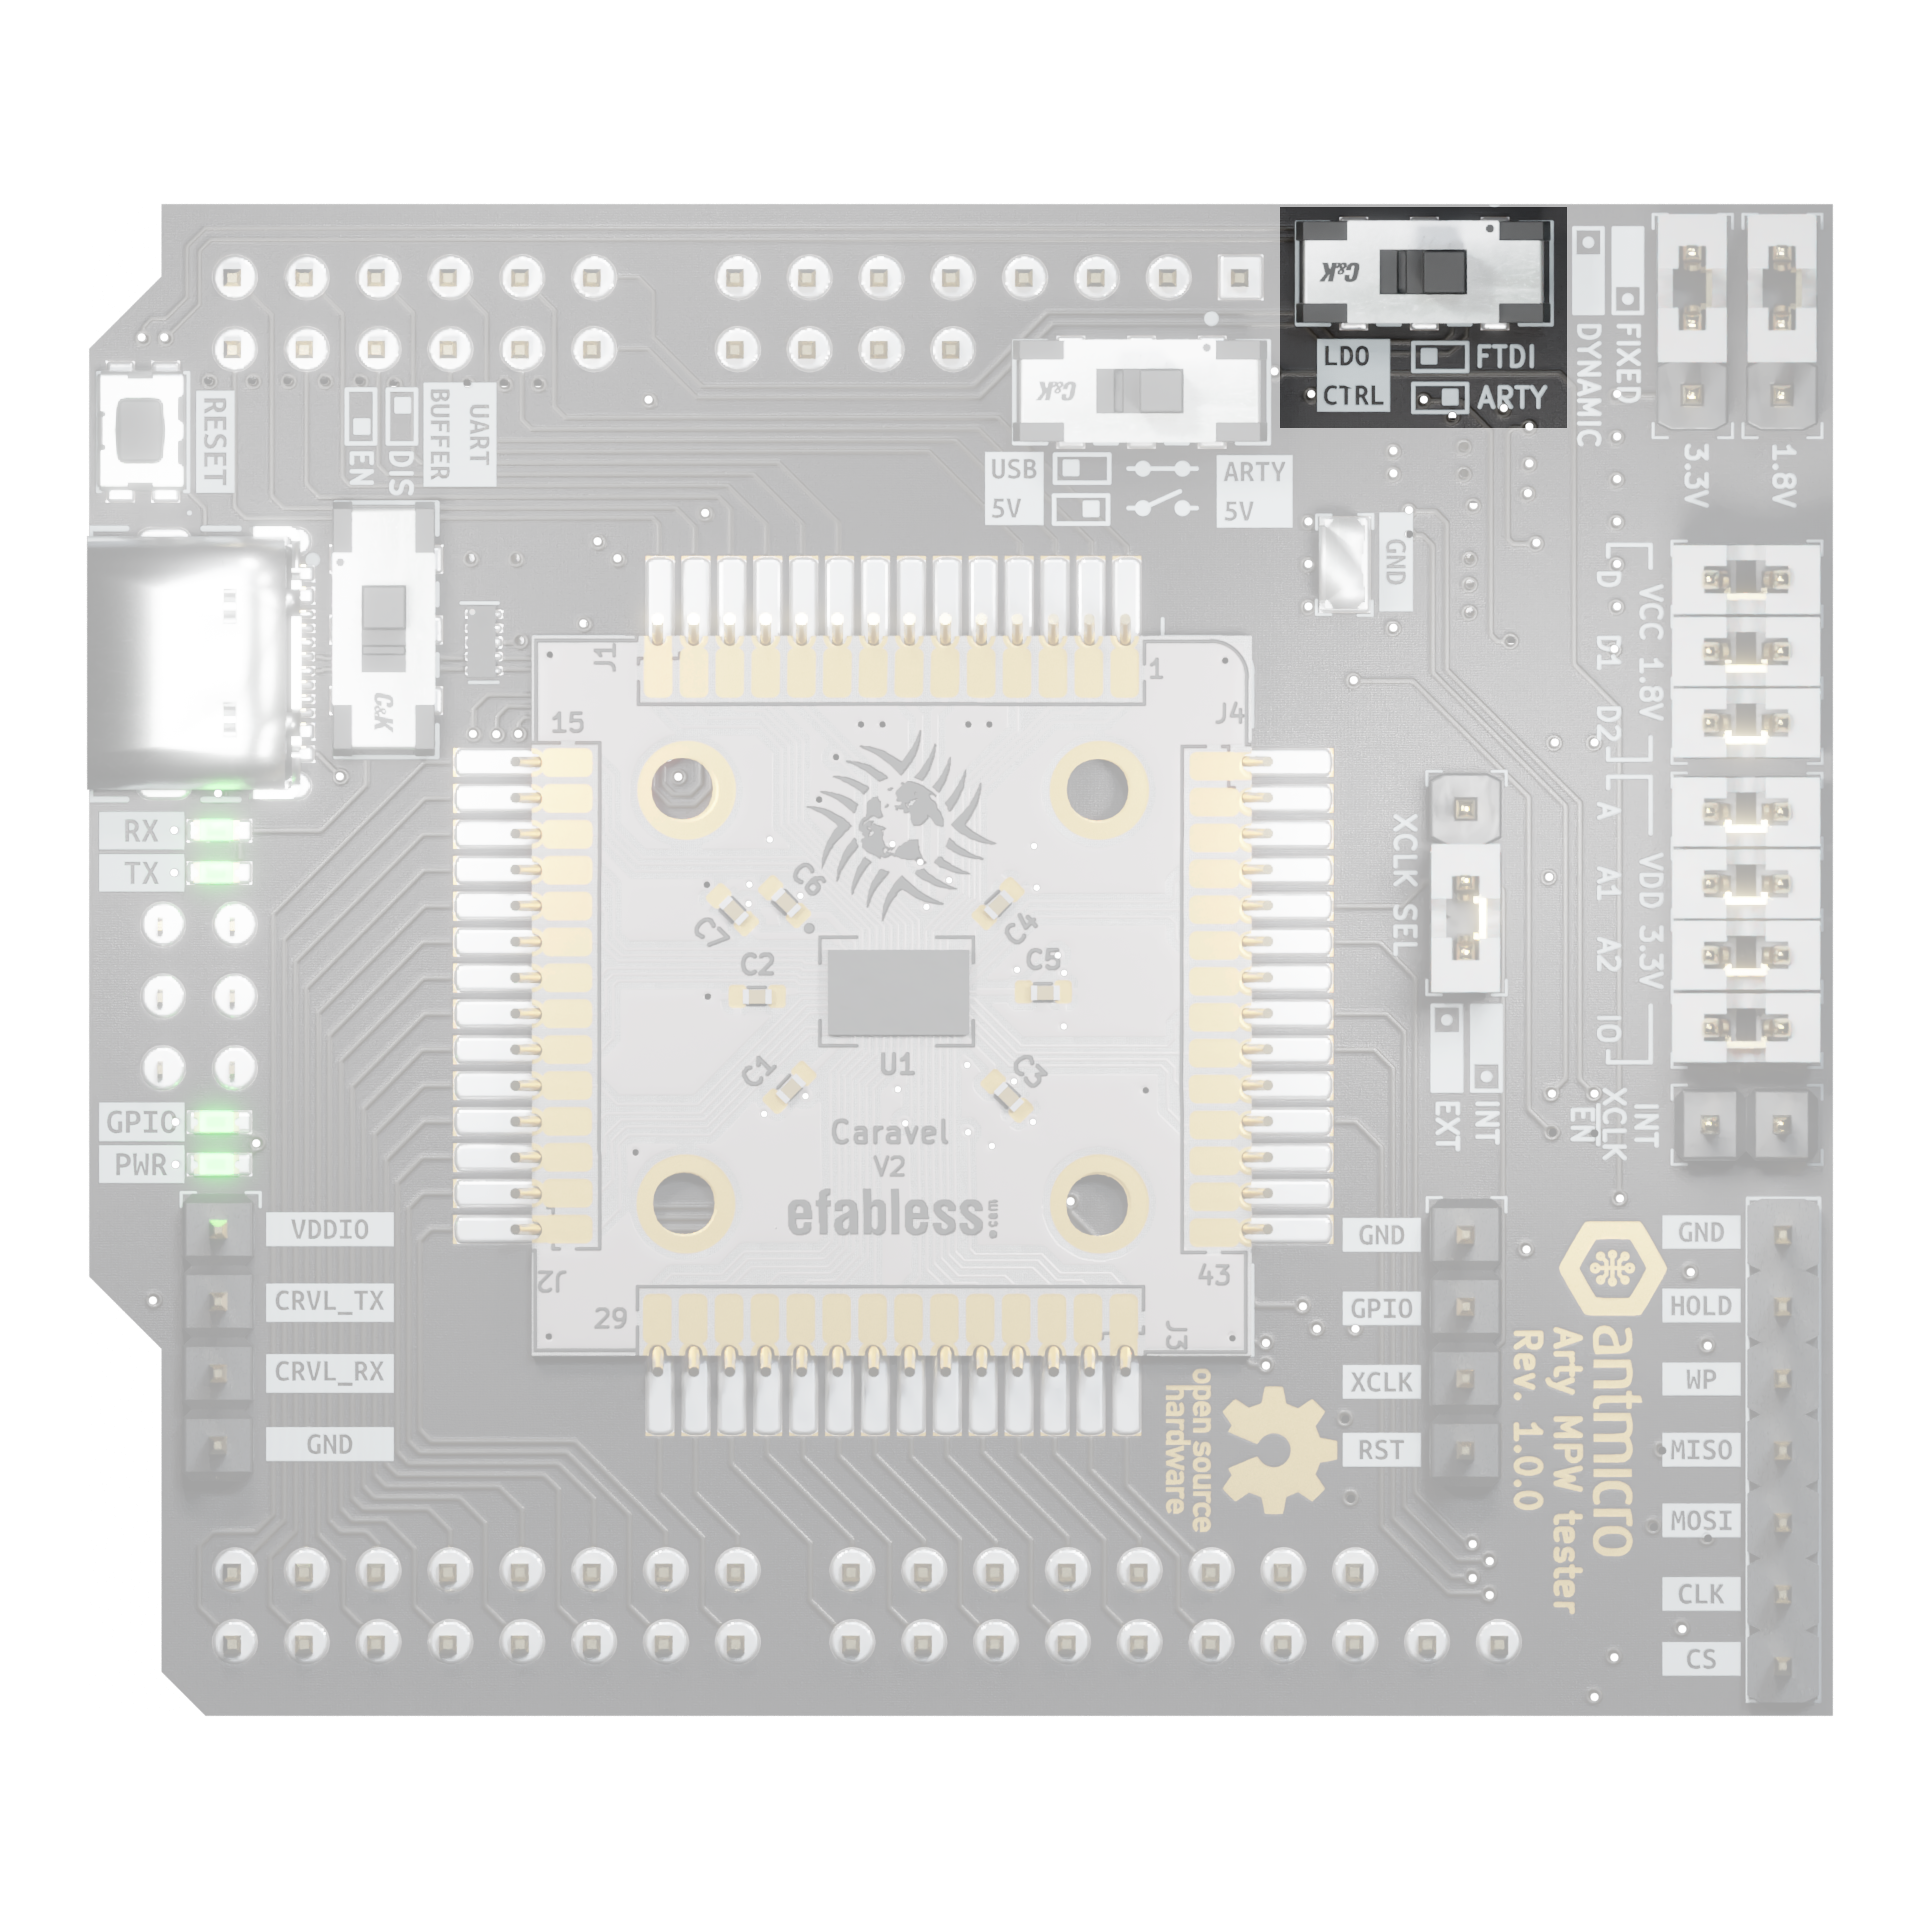 C&K
LDO
CTRL
FTDI
ARTY
FIXED
DYNAMIC
3.3V
1.8V
C&K
USB
5V
ARTY
5V
RESET
EN
DIS
UART
BUFFER
C&K
GND
J1
1
15
J4
D
D1
D2
VCC 1.8V
A
A1
A2
IO
VDD 3.3V
XCLK SEL
EXT
INT
INT
XCLK
EN
RX
TX
GPIO
PWR
C7
C6
C4
C2
C5
U1
C1
C3
Caravel
V2
efabless.com
J2
29
43
J3
VDDIO
CRVL_TX
CRVL_RX
GND
GND
GPIO
XCLK
RST
GND
HOLD
WP
MISO
MOSI
CLK
CS
open source
hardware
antmicro
Arty MPW tester
Rev. 1.0.0